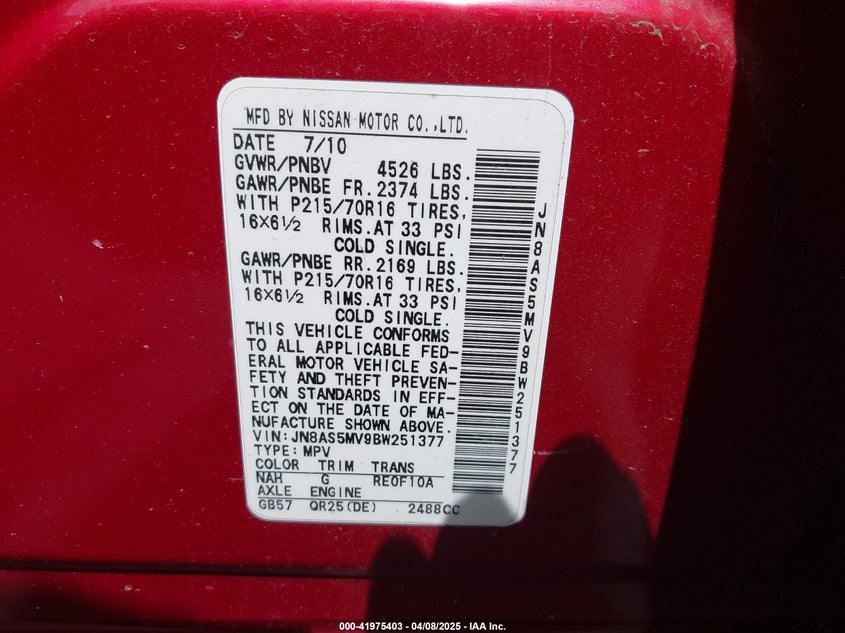 MFD BY NISSAN MOTOR CO.,LTD.
DATE 7/10
GVWR/PNBV 4526 LBS.
GAWR/PNBE FR. 2374 LBS.
WITH P215/70R16 TIRES,
16X6½ RIMS.AT 33 PSI
COLD SINGLE.
GAWR/PNBE RR. 2169 LBS.
WITH P215/70R16 TIRES,
16X6½ RIMS.AT 33 PSI
COLD SINGLE.
THIS VEHICLE CONFORMS
TO ALL APPLICABLE FED-
ERAL MOTOR VEHICLE SA-
FETY AND THEFT PREVEN-
TION STANDARDS IN EFF-
ECT ON THE DATE OF MA-
NUFACTURE SHOWN ABOVE.
VIN:JN8AS5MV9BW251377
TYPE:MPV
COLOR TRIM TRANS
NAH G RE0F10A
AXLE ENGINE
GB57 QR25(DE) 2488CC
JN8AS5MV9BW251377
000-41975403 - 04/08/2025 - IAA Inc.